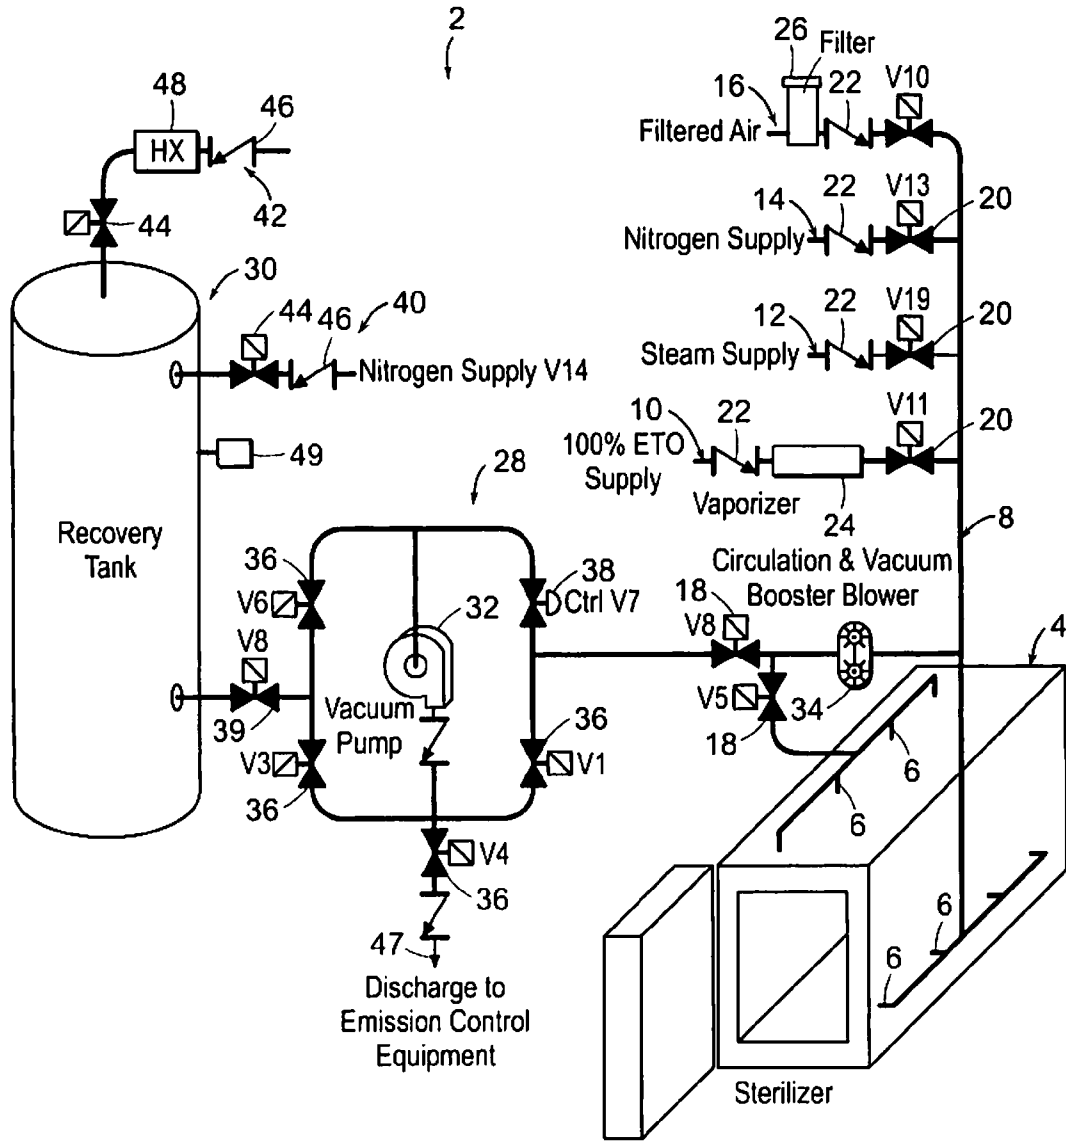 2
26
Filter
V10
22
16
Filtered Air
48
46
HX
42
44
V13
22
20
14
Nitrogen Supply
30
44
46
40
Nitrogen Supply V14
V19
22
20
12
Steam Supply
V11
22
20
10
100% ETO
Supply
Vaporizer
24
49
28
8
Recovery
Tank
Circulation & Vacuum
Booster Blower
36
38
V6
Ctrl V7
32
18
V8
4
V8
V5
34
39
Vacuum
Pump
18
36
6
V3
V1
36
6
V4
36
6
47
6
Discharge to
Emission Control
Equipment
Sterilizer